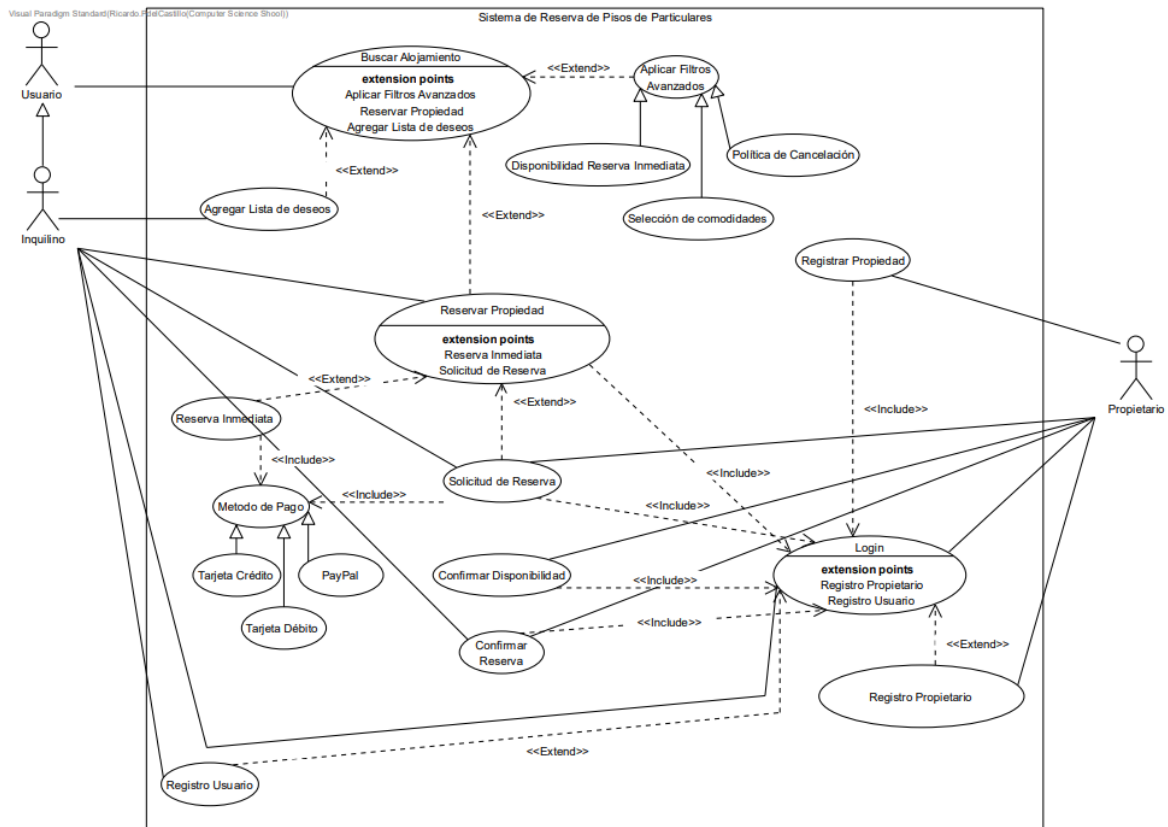 Visual Paradigm Standard(Ricardo.PdelCastillo(Computer Science Shool))
Sistema de Reserva de Pisos de Particulares
Usuario
Buscar Alojamiento
extension points
Aplicar Filtros Avanzados
Reservar Propiedad
Agregar Lista de deseos
<<Extend>>
Aplicar Filtros
Avanzados
Disponibilidad Reserva Inmediata
Política de Cancelación
Selección de comodidades
<<Extend>>
Agregar Lista de deseos
Inquilino
<<Extend>>
Registrar Propiedad
Reservar Propiedad
extension points
Reserva Inmediata
Solicitud de Reserva
Propietario
<<Extend>>
<<Extend>>
<<Include>>
Reserva Inmediata
<<Include>>
Solicitud de Reserva
<<Include>>
<<Include>>
Metodo de Pago
Tarjeta Crédito
PayPal
Tarjeta Débito
Confirmar Disponibilidad
<<Include>>
Login
extension points
Registro Propietario
Registro Usuario
<<Include>>
Confirmar
Reserva
<<Extend>>
Registro Propietario
<<Extend>>
Registro Usuario